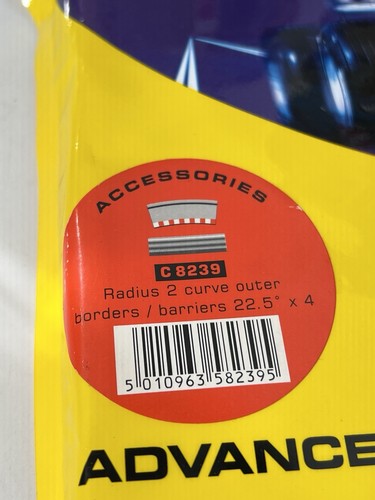 ACCESSORIES
C 8239
Radius 2 curve outer
borders / barriers 22.5° x 4
5 010963 582395
ADVANCE